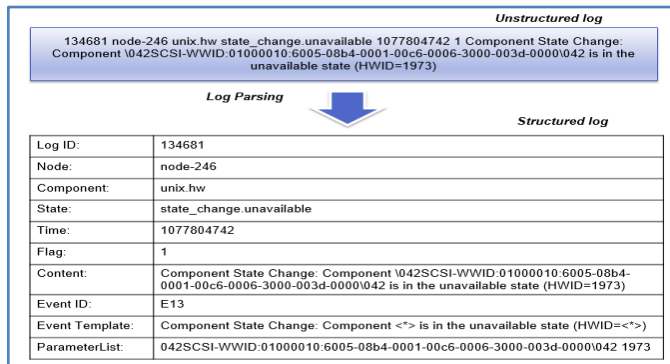 Unstructured log
134681 node-246 unix.hw state_change.unavailable 1077804742 1 Component State Change:
Component \042SCSI-WWID:01000010:6005-08b4-0001-00c6-0006-3000-003d-0000\042 is in the
unavailable state (HWID=1973)
Log Parsing
Structured log
Log ID: 134681
Node: node-246
Component: unix.hw
State: state_change.unavailable
Time: 1077804742
Flag: 1
Content: Component State Change: Component \042SCSI-WWID:01000010:6005-08b4-
0001-00c6-0006-3000-003d-0000\042 is in the unavailable state (HWID=1973)
Event ID: E13
Event Template: Component State Change: Component <*> is in the unavailable state (HWID=<*>)
ParameterList: 042SCSI-WWID:01000010:6005-08b4-0001-00c6-0006-3000-003d-0000\042 1973